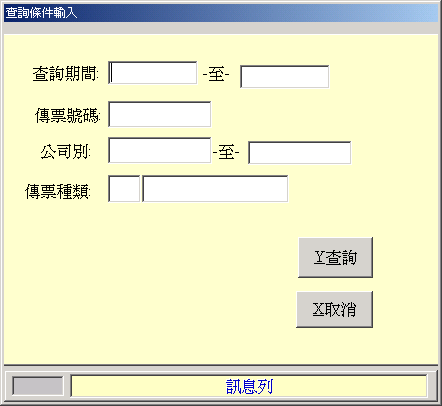 查詢條件輸入
查詢期間: -至-
傳票號碼:
公司別: -至-
傳票種類:
Y查詢
X取消
訊息列